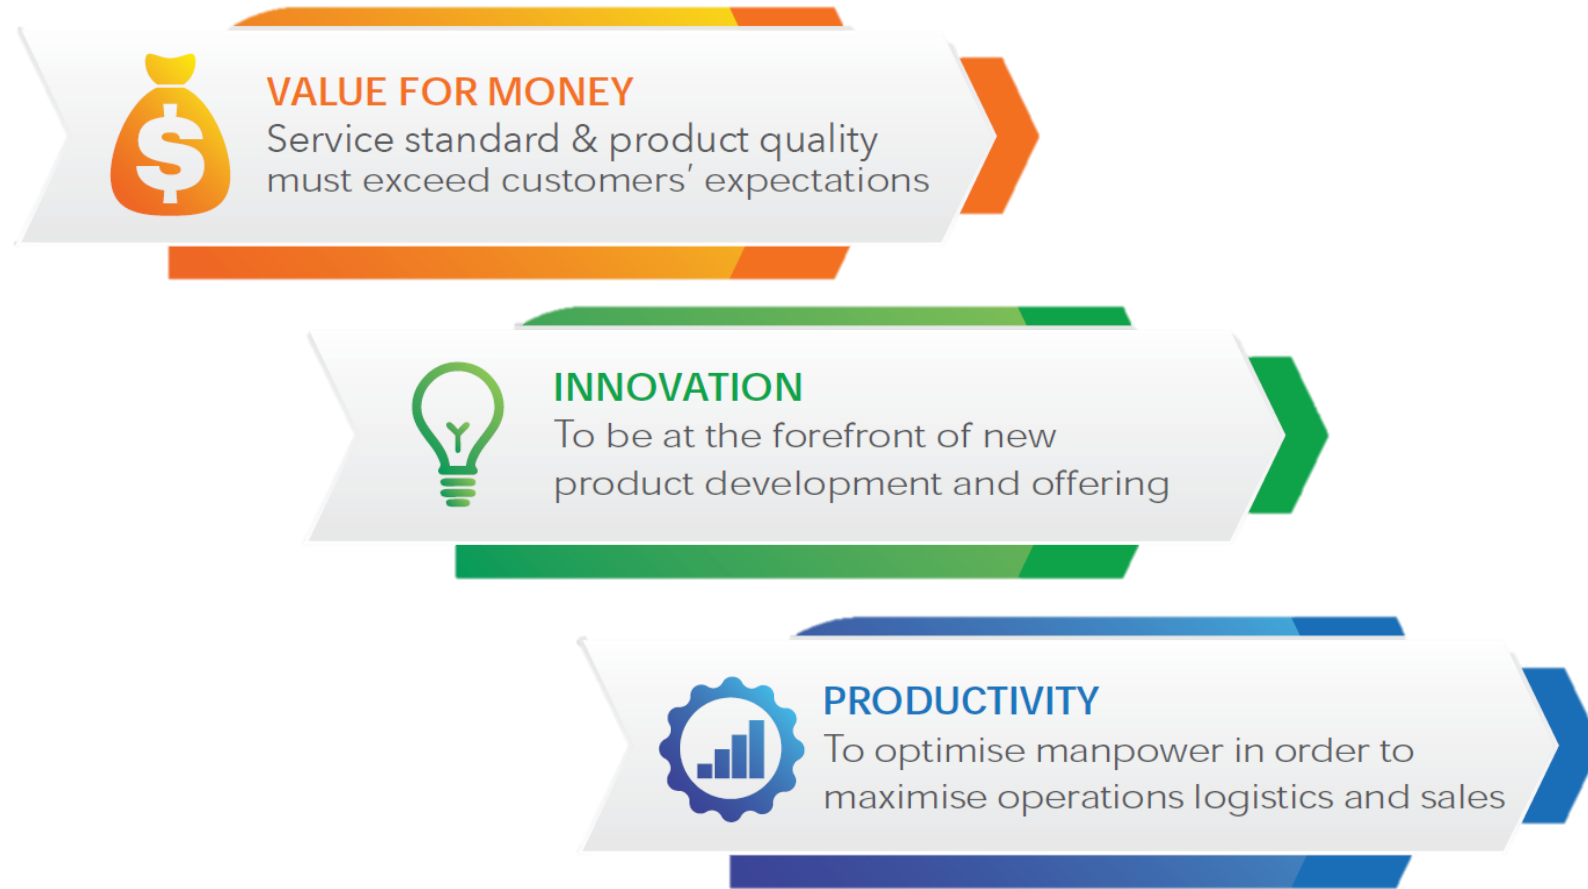 VALUE FOR MONEY
Service standard & product quality
must exceed customers’ expectations
INNOVATION
To be at the forefront of new
product development and offering
PRODUCTIVITY
To optimise manpower in order to
maximise operations logistics and sales